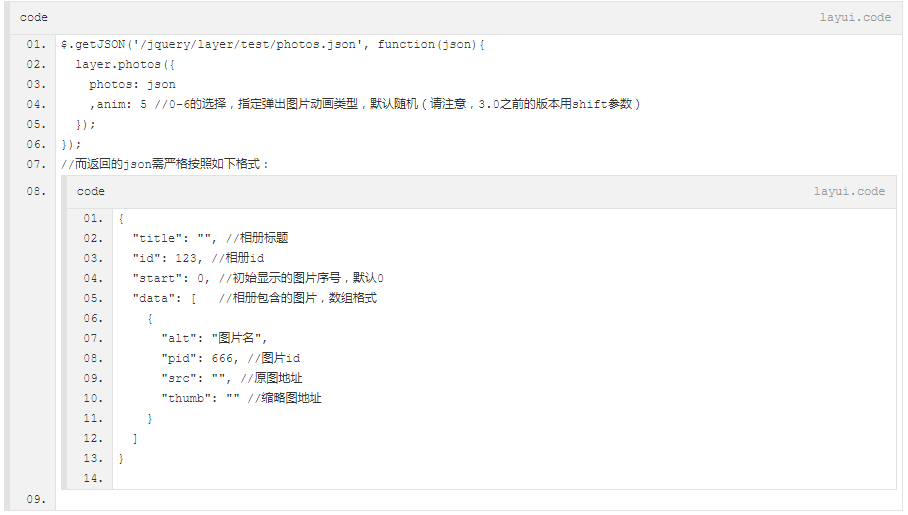 code layui.code
01. $.getJSON('/jquery/layer/test/photos.json', function(json){
02. layer.photos({
03. photos: json
04. ,anim: 5 //0-6的选择，指定弹出图片动画类型，默认随机（请注意，3.0之前的版本用shift参数）
05. });
06. });
07. //而返回的json需严格按照如下格式：
08. code layui.code
01. {
02. "title": "", //相册标题
03. "id": 123, //相册id
04. "start": 0, //初始显示的图片序号，默认0
05. "data": [ //相册包含的图片，数组格式
06. {
07. "alt": "图片名",
08. "pid": 666, //图片id
09. "src": "", //原图地址
10. "thumb": "" //缩略图地址
11. }
12. ]
13. }
14.
09.